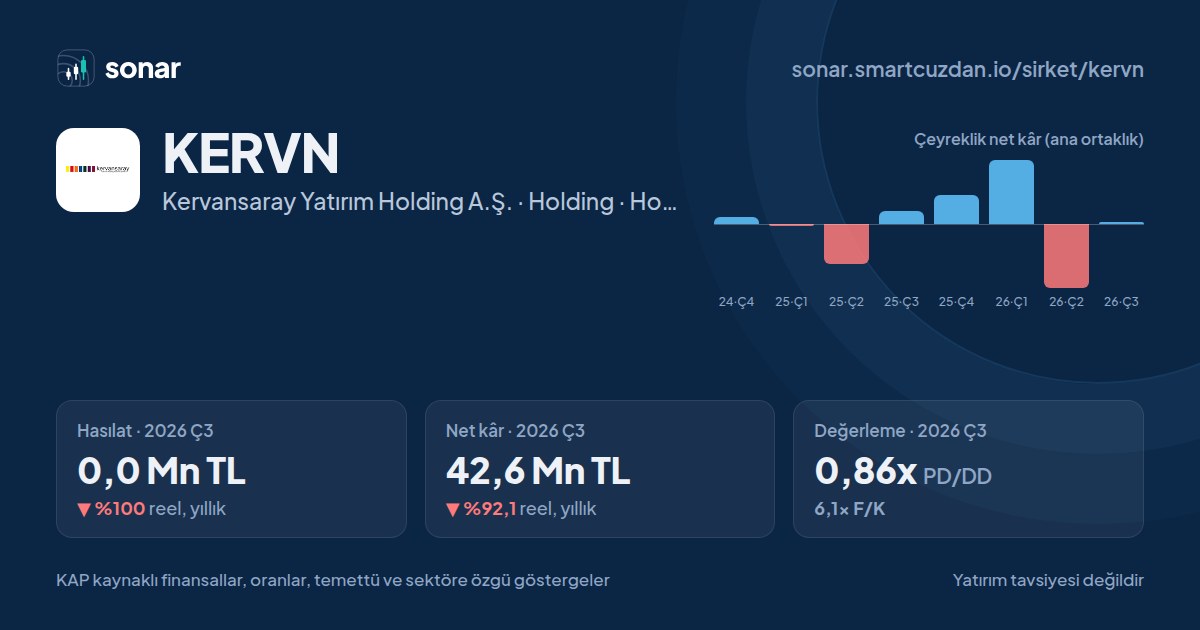 sonar
sonar.smartcuzdan.io/sirket/kervn
kervansaray
KERVN
Kervansaray Yatırım Holding A.Ş. · Holding · Ho...
Çeyreklik net kâr (ana ortaklık)
24·Ç4 25·Ç1 25·Ç2 25·Ç3 25·Ç4 26·Ç1 26·Ç2 26·Ç3
Hasılat · 2026 Ç3
0,0 Mn TL
▼ %100 reel, yıllık
Net kâr · 2026 Ç3
42,6 Mn TL
▼ %92,1 reel, yıllık
Değerleme · 2026 Ç3
0,86x PD/DD
6,1× F/K
KAP kaynaklı finansallar, oranlar, temettü ve sektöre özgü göstergeler
Yatırım tavsiyesi değildir